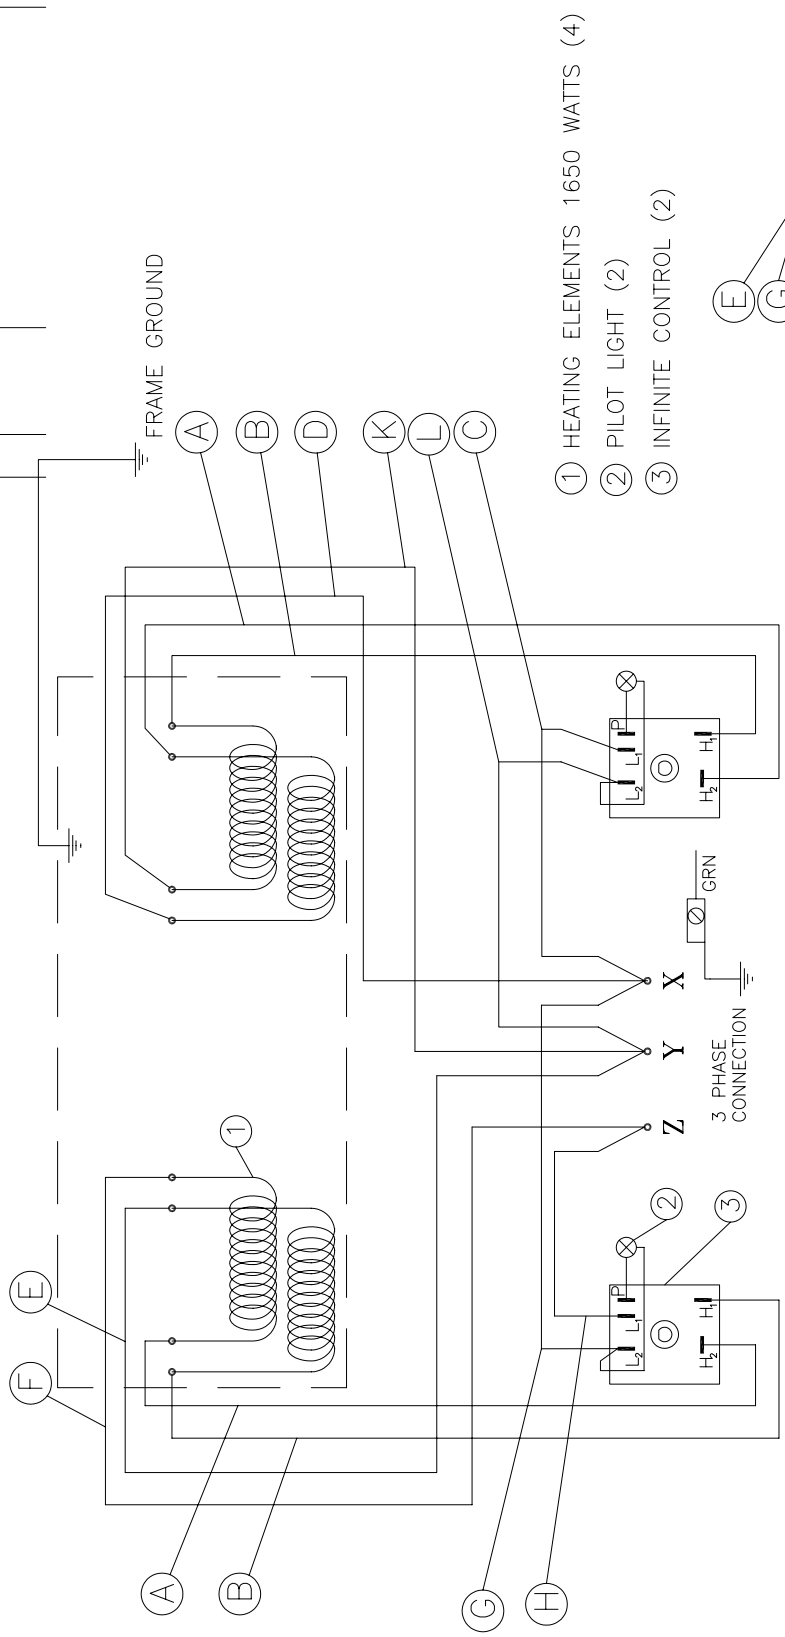 FRAME GROUND
A
B
D
K
L
C
1 HEATING ELEMENTS 1650 WATTS (4)
2 PILOT LIGHT (2)
3 INFINITE CONTROL (2)
E
G
P
L1
L2
H1
H2
GRN
X
Y
Z
3 PHASE
CONNECTION
1
2
3
P
L1
L2
H1
H2
E
F
A
B
G
H